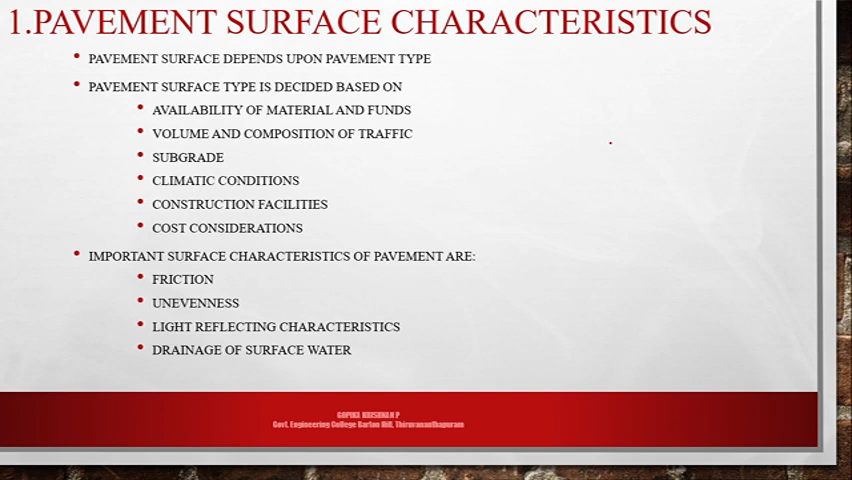 1.PAVEMENT SURFACE CHARACTERISTICS
• PAVEMENT SURFACE DEPENDS UPON PAVEMENT TYPE
• PAVEMENT SURFACE TYPE IS DECIDED BASED ON
• AVAILABILITY OF MATERIAL AND FUNDS
• VOLUME AND COMPOSITION OF TRAFFIC
• SUBGRADE
• CLIMATIC CONDITIONS
• CONSTRUCTION FACILITIES
• COST CONSIDERATIONS
• IMPORTANT SURFACE CHARACTERISTICS OF PAVEMENT ARE:
• FRICTION
• UNEVENNESS
• LIGHT REFLECTING CHARACTERISTICS
• DRAINAGE OF SURFACE WATER
GOPIKA KRISHNAN P
Govt. Engineering College Barton Hill, Thiruvananthapuram